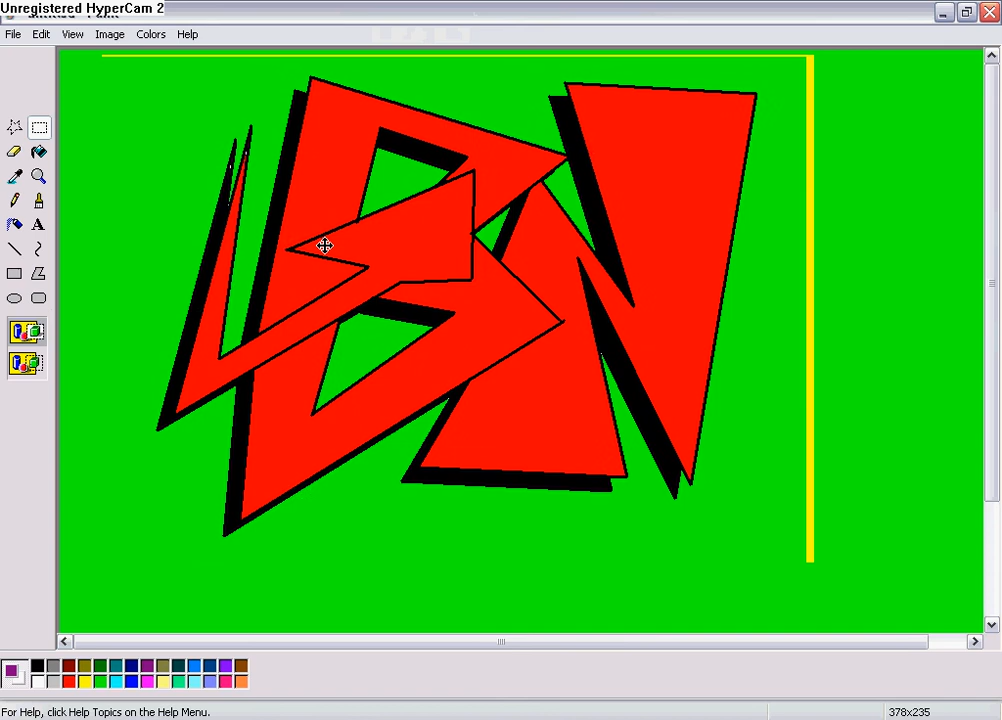 Unregistered HyperCam 2
File Edit View Image Colors Help
A
For Help, click Help Topics on the Help Menu.
378x235